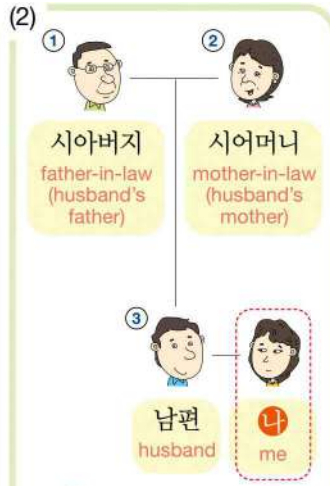 (2)
① ②
시아버지 시어머니
father-in-law mother-in-law
(husband's (husband's
father) mother)
③
남편 나
husband me